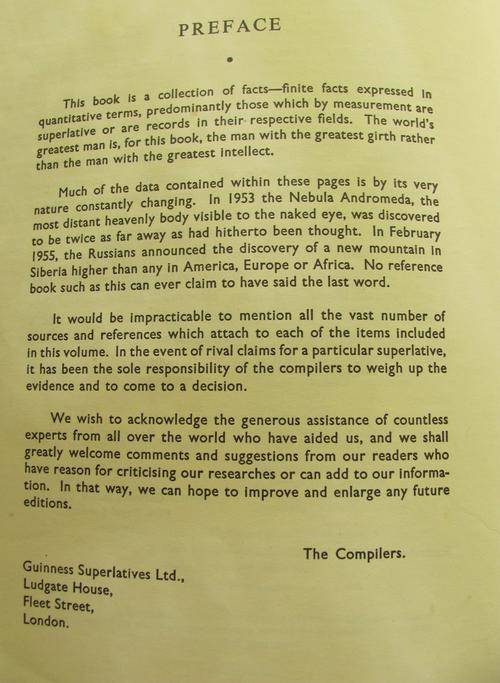 PREFACE
This book is a collection of facts—finite facts expressed in
quantitative terms, predominantly those which by measurement are
superlative or are records in their respective fields. The world's
greatest man is, for this book, the man with the greatest girth rather
than the man with the greatest intellect.
Much of the data contained within these pages is by its very
nature constantly changing. In 1953 the Nebula Andromeda, the
most distant heavenly body visible to the naked eye, was discovered
to be twice as far away as had hitherto been thought. In February
1955, the Russians announced the discovery of a new mountain in
Siberia higher than any in America, Europe or Africa. No reference
book such as this can ever claim to have said the last word.
It would be impracticable to mention all the vast number of
sources and references which attach to each of the items included
in this volume. In the event of rival claims for a particular superlative,
it has been the sole responsibility of the compilers to weigh up the
evidence and to come to a decision.
We wish to acknowledge the generous assistance of countless
experts from all over the world who have aided us, and we shall
greatly welcome comments and suggestions from our readers who
have reason for criticising our researches or can add to our informa-
tion. In that way, we can hope to improve and enlarge any future
editions.
The Compilers.
Guinness Superlatives Ltd.,
Ludgate House,
Fleet Street,
London.